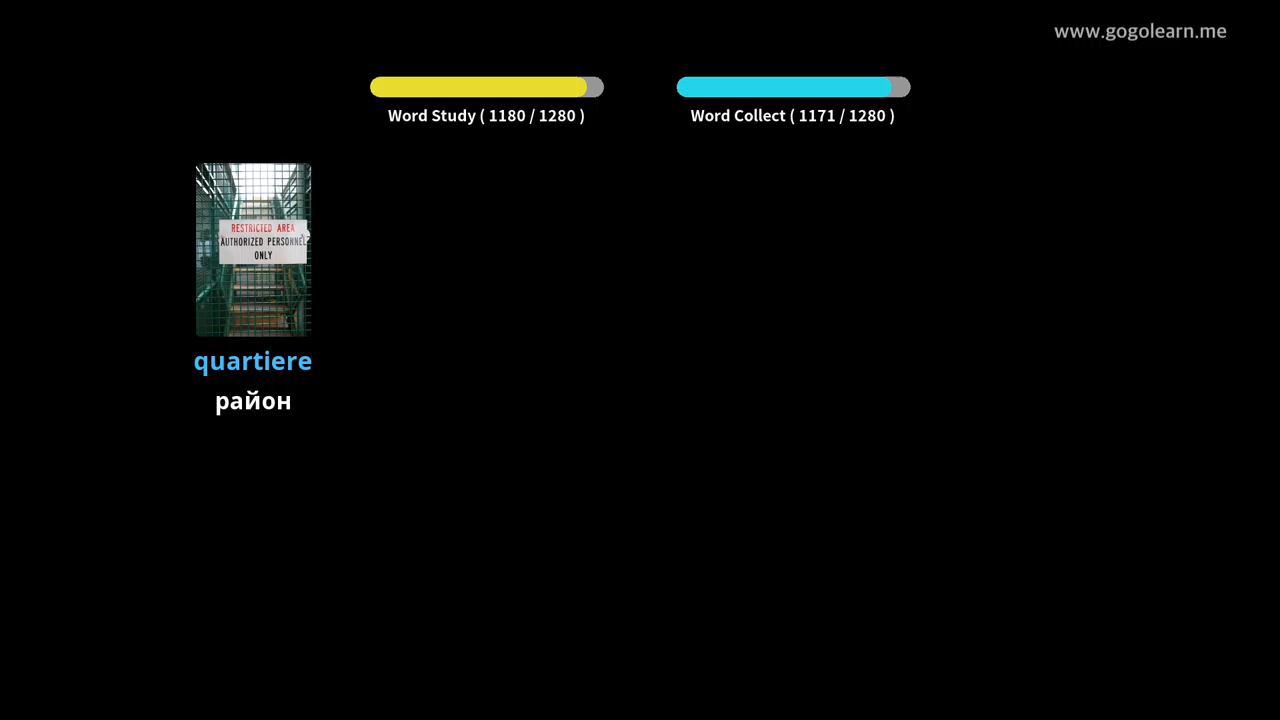 www.gogolearn.me
Word Study ( 1180 / 1280 )
Word Collect ( 1171 / 1280 )
RESTRICTED AREA
AUTHORIZED PERSONNEL
ONLY
quartiere
район